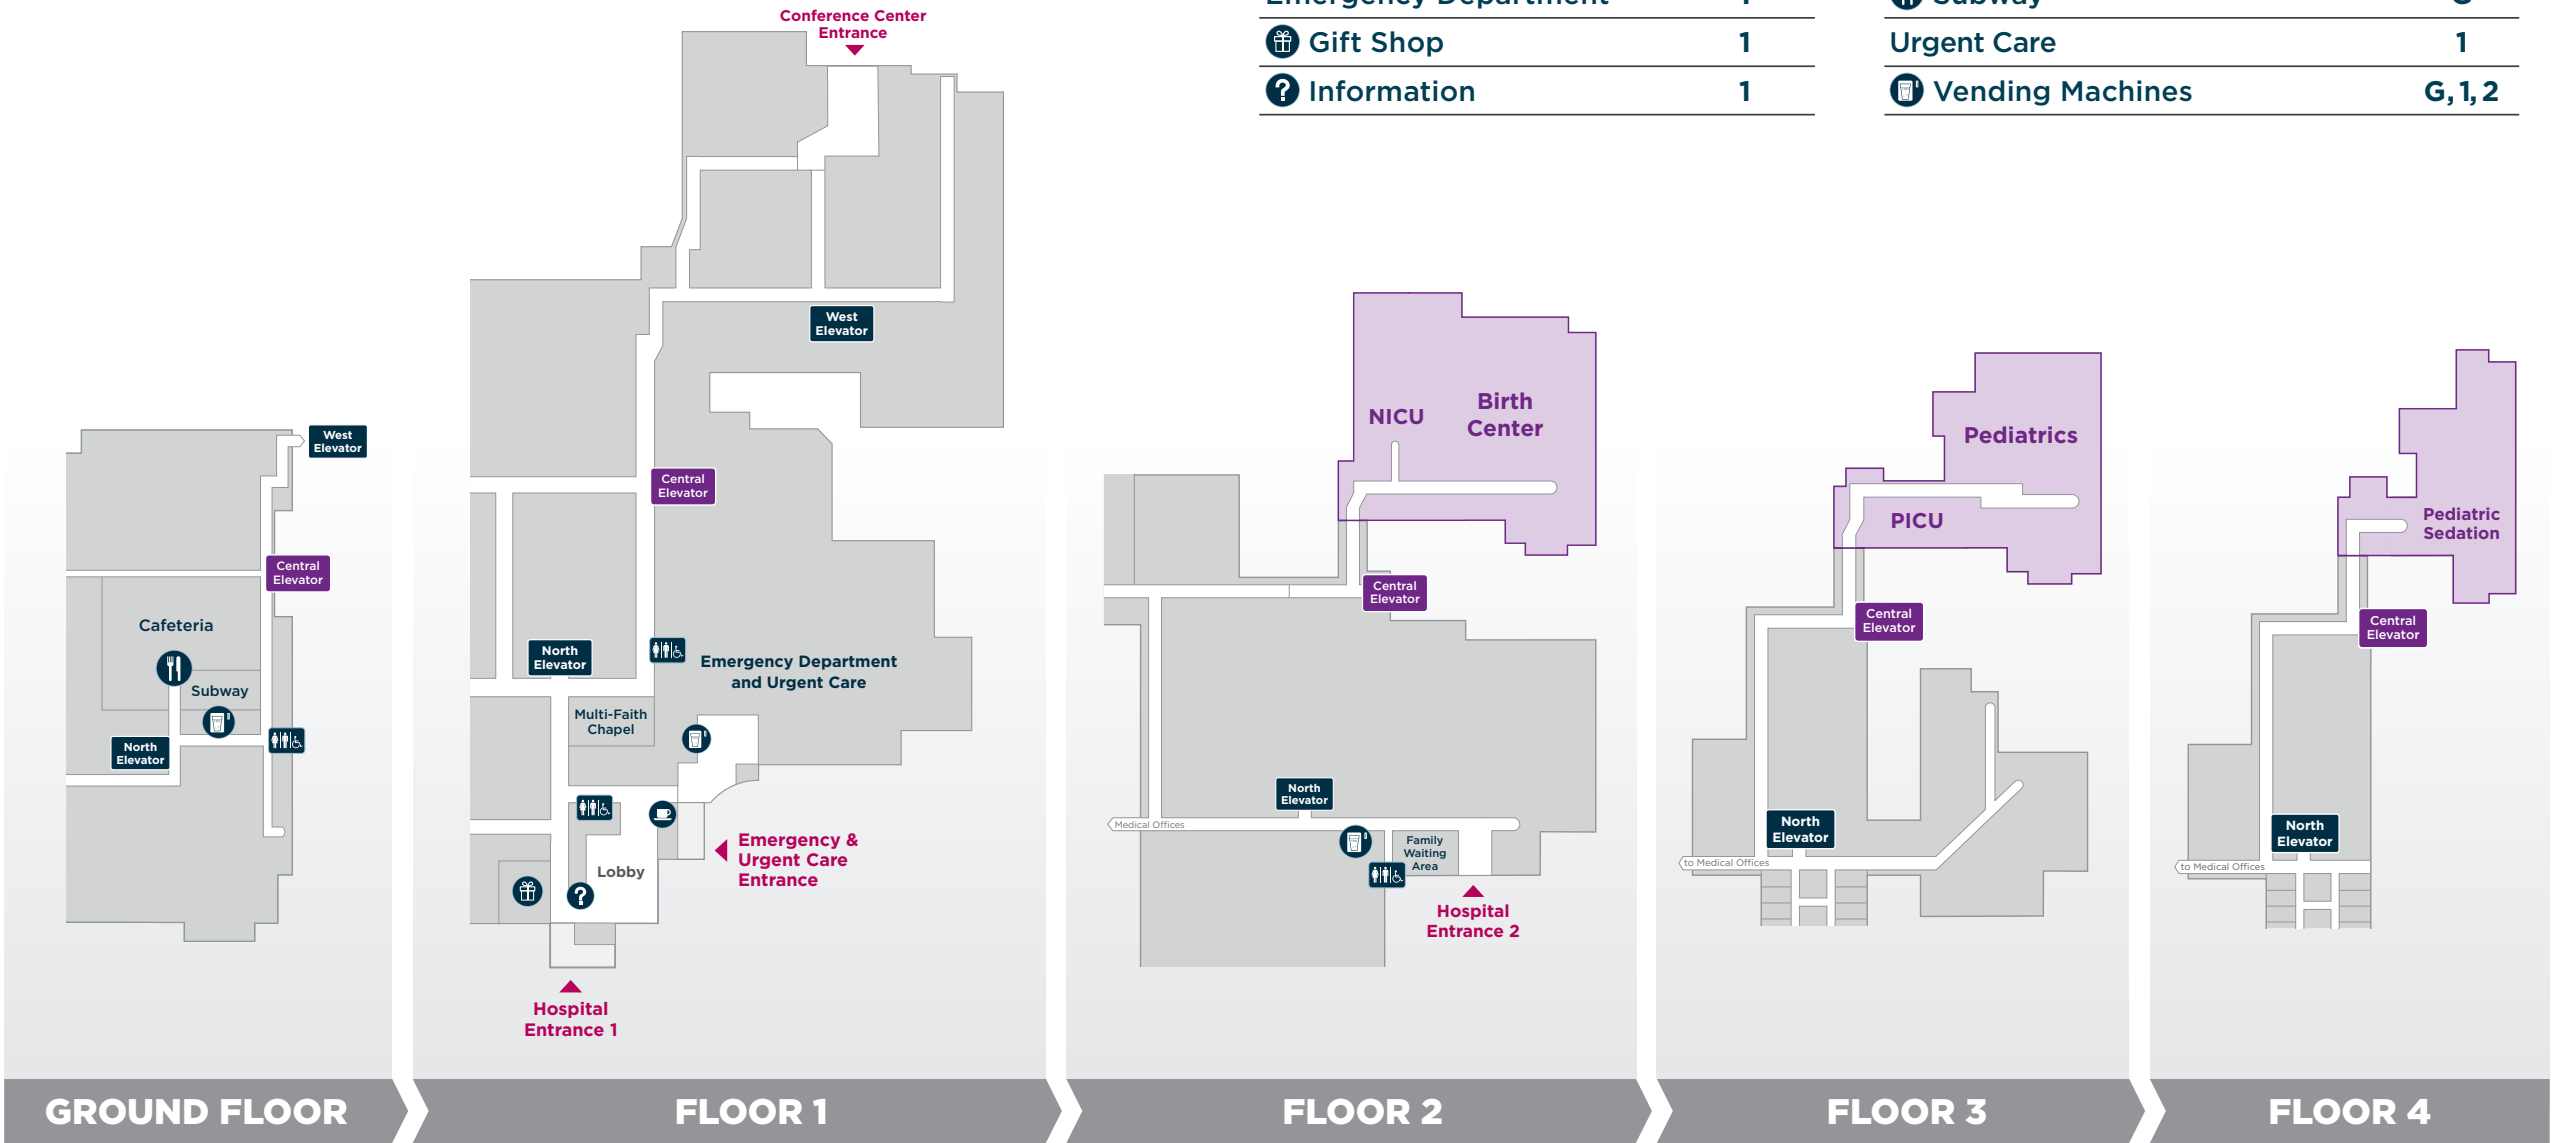 Conference Center
Entrance
Emergency Department 1
Gift Shop 1
? Information 1
Subway G
Urgent Care 1
Vending Machines G, 1, 2
West
Elevator
Central
Elevator
Cafeteria
Subway
North
Elevator
GROUND FLOOR
West
Elevator
Central
Elevator
North
Elevator
Emergency Department
and Urgent Care
Multi-Faith
Chapel
Lobby
?
Emergency &
Urgent Care
Entrance
Hospital
Entrance 1
FLOOR 1
NICU
Birth
Center
Central
Elevator
North
Elevator
Medical Offices
Family
Waiting
Area
Hospital
Entrance 2
FLOOR 2
Pediatrics
PICU
Central
Elevator
North
Elevator
to Medical Offices
FLOOR 3
Pediatric
Sedation
Central
Elevator
North
Elevator
to Medical Offices
FLOOR 4